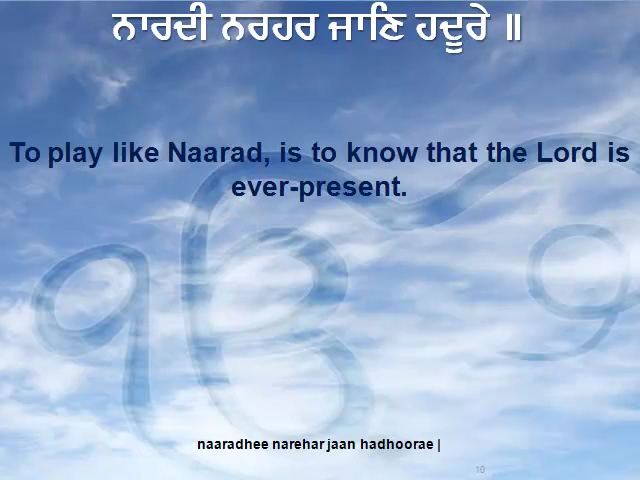 ਨਾਰਦੀ ਨਰਹਰ ਜਾਣਿ ਹਦੂਰੇ ॥
To play like Naarad, is to know that the Lord is
ever-present.
naaradhee narehar jaan hadhoorae |
10